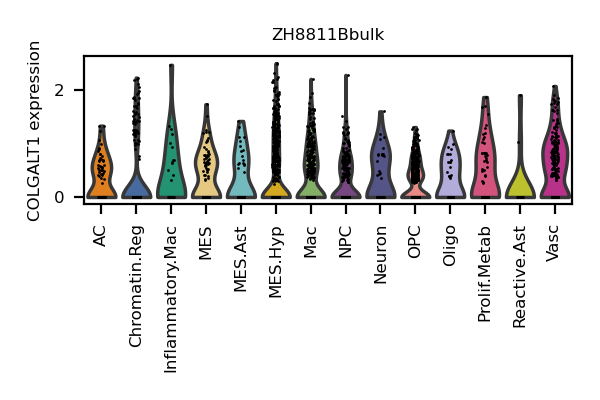 ZH8811Bbulk
COLGALT1 expression
2
0
AC
Chromatin.Reg
Inflammatory.Mac
MES
MES.Ast
MES.Hyp
Mac
NPC
Neuron
OPC
Oligo
Prolif.Metab
Reactive.Ast
Vasc